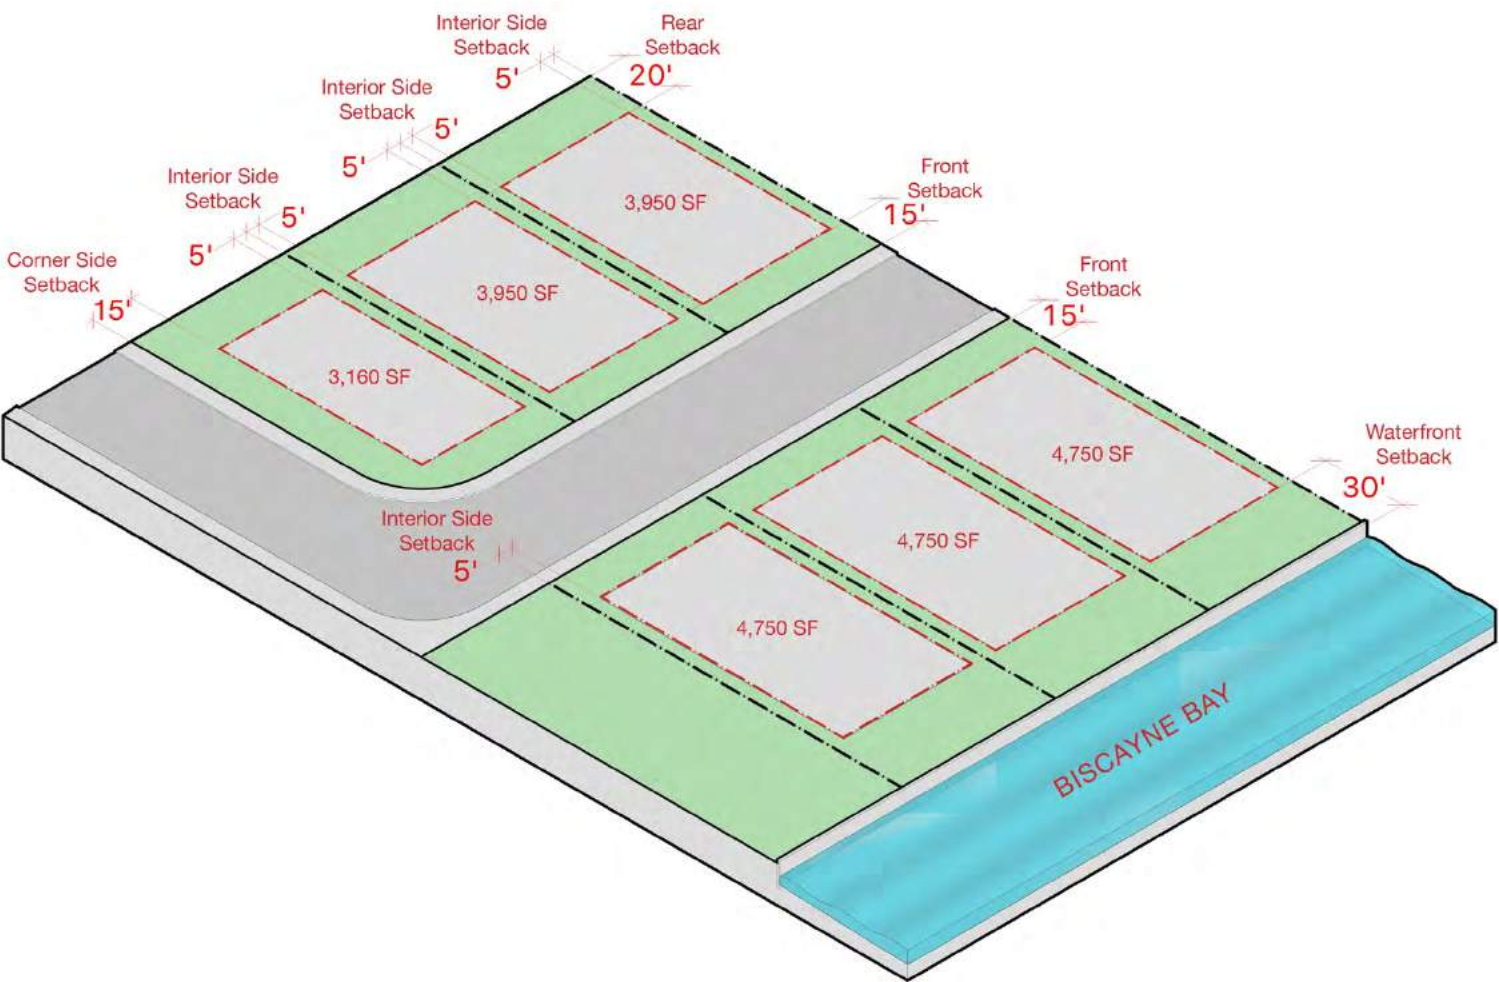 Interior Side
Setback
5'
Rear
Setback
20'
Interior Side
Setback
5'
5'
Interior Side
Setback
5'
5'
Corner Side
Setback
15'
Front
Setback
15'
Front
Setback
15'
Waterfront
Setback
30'
3,950 SF
3,950 SF
3,160 SF
Interior Side
Setback
5'
4,750 SF
4,750 SF
4,750 SF
BISCAYNE BAY